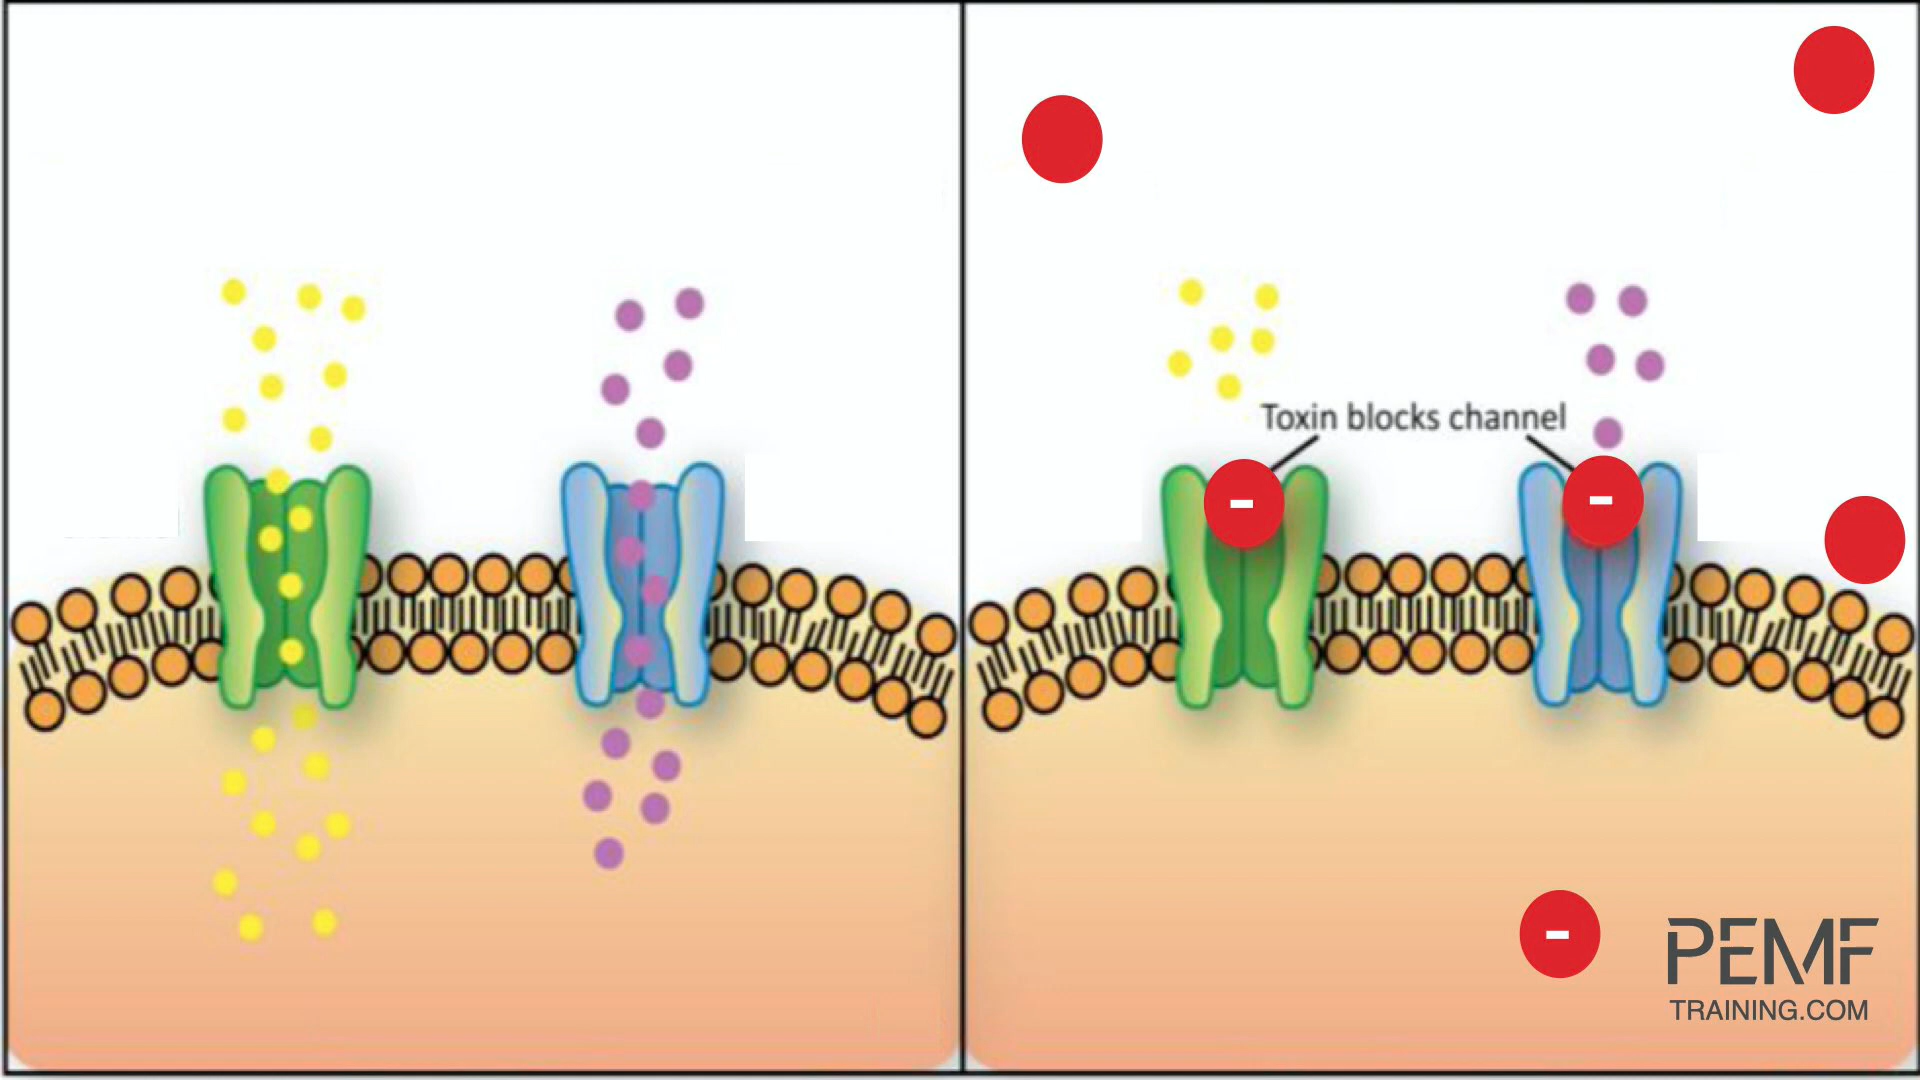 Toxin blocks channel
-
-
-
PEMF
TRAINING.COM